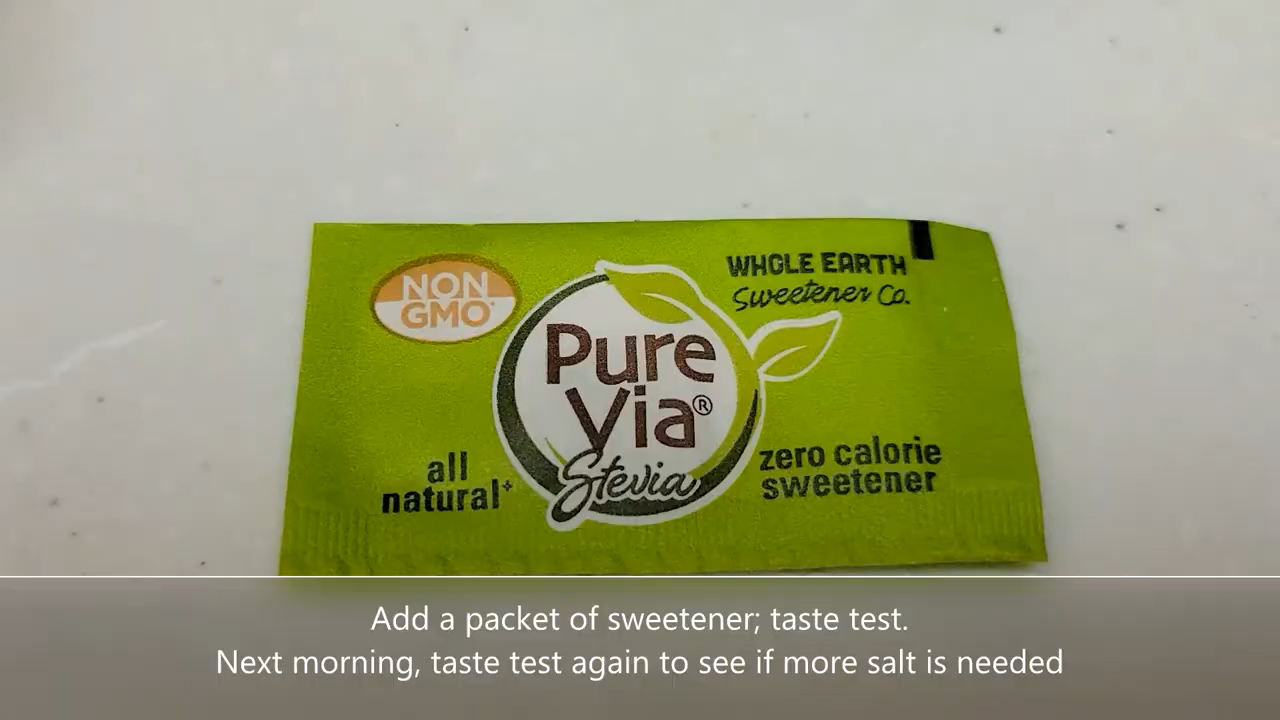 NON
GMO
WHOLE EARTH
Sweetener Co.
Pure
Via®
Stevia
all
natural+
zero calorie
sweetener
Add a packet of sweetener; taste test.
Next morning, taste test again to see if more salt is needed